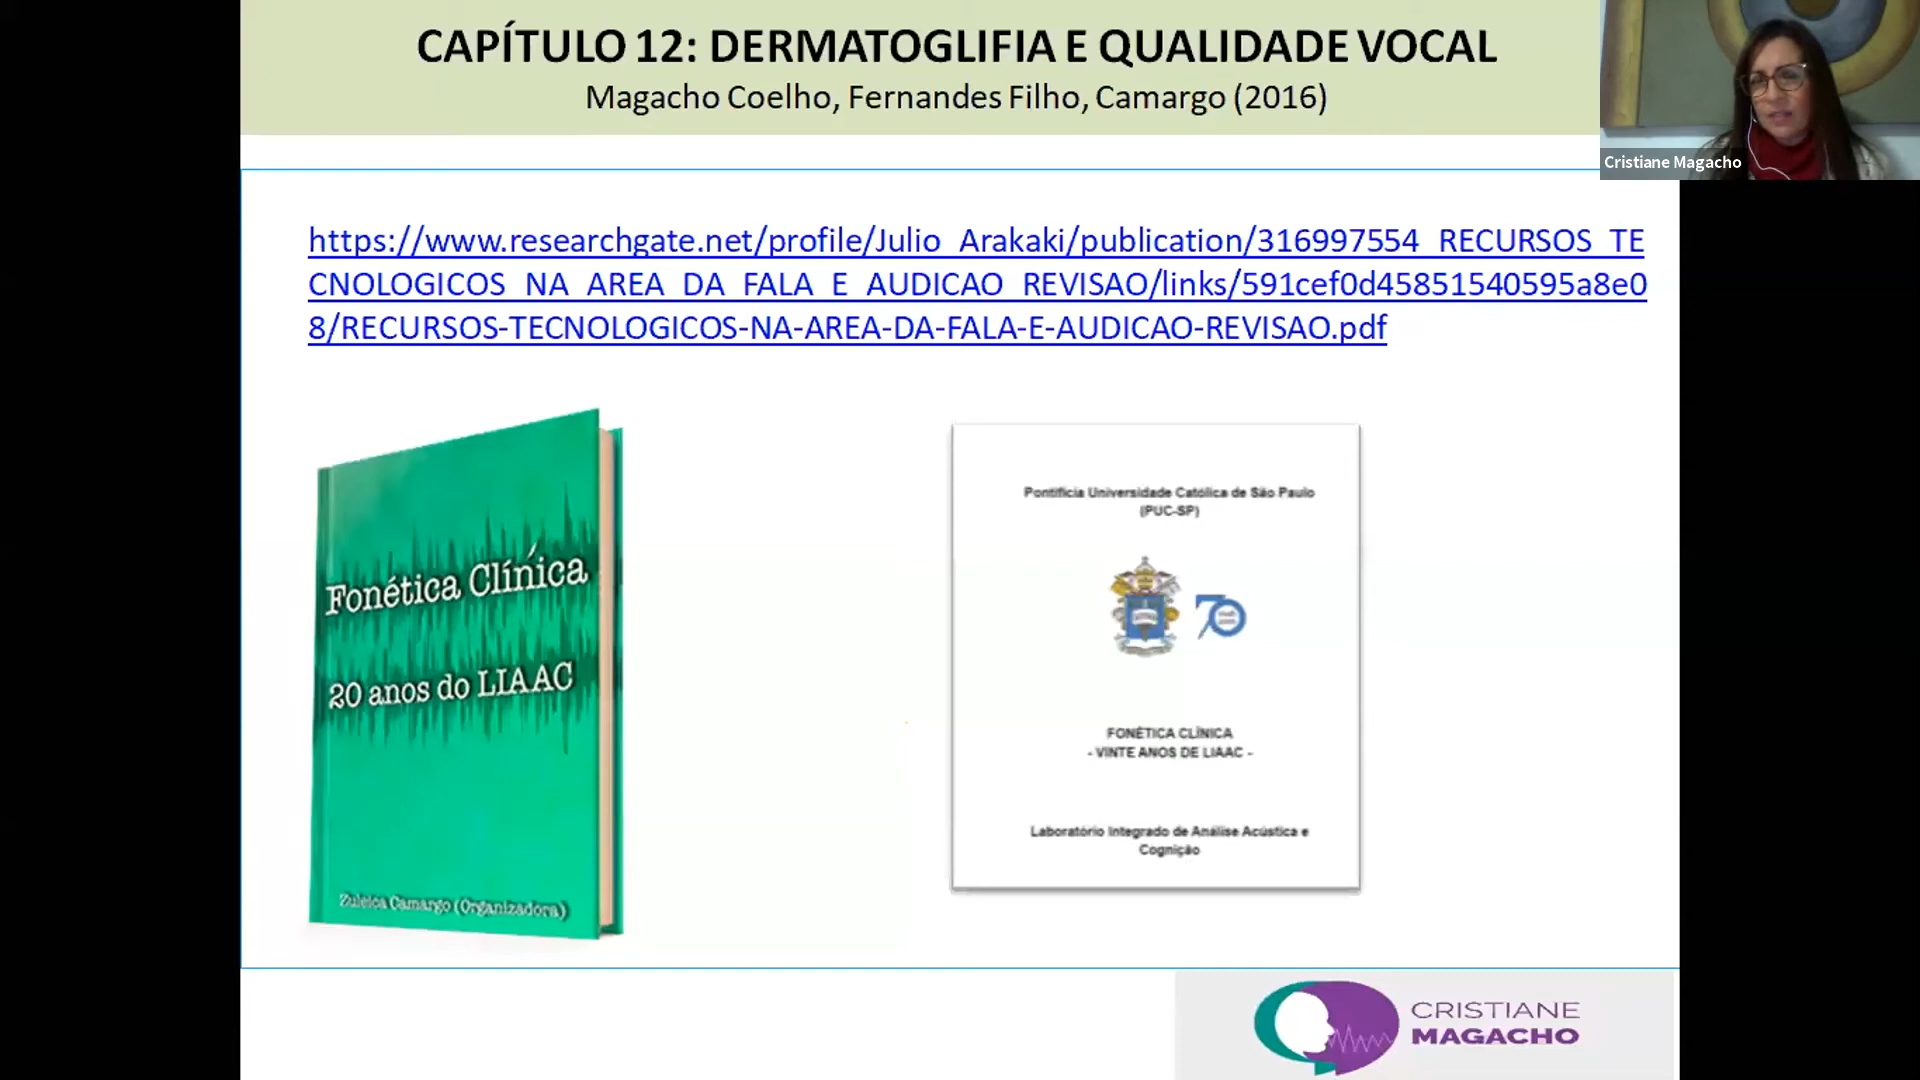 CAPÍTULO 12: DERMATOGLIFIA E QUALIDADE VOCAL
Magacho Coelho, Fernandes Filho, Camargo (2016)
Cristiane Magacho
https://www.researchgate.net/profile/Julio_Arakaki/publication/316997554_RECURSOS_TE
CNOLOGICOS_NA_AREA_DA_FALA_E_AUDICAO_REVISAO/links/591cef0d45851540595a8e0
8/RECURSOS-TECNOLOGICOS-NA-AREA-DA-FALA-E-AUDICAO-REVISAO.pdf
Fonética Clínica
20 anos do LIAAC
Zuleica Camargo (Organizadora)
Pontifícia Universidade Católica de São Paulo
(PUC-SP)
70
FONÉTICA CLÍNICA
- VINTE ANOS DE LIAAC -
Laboratório Integrado de Análise Acústica e
Cognição
CRISTIANE
MAGACHO